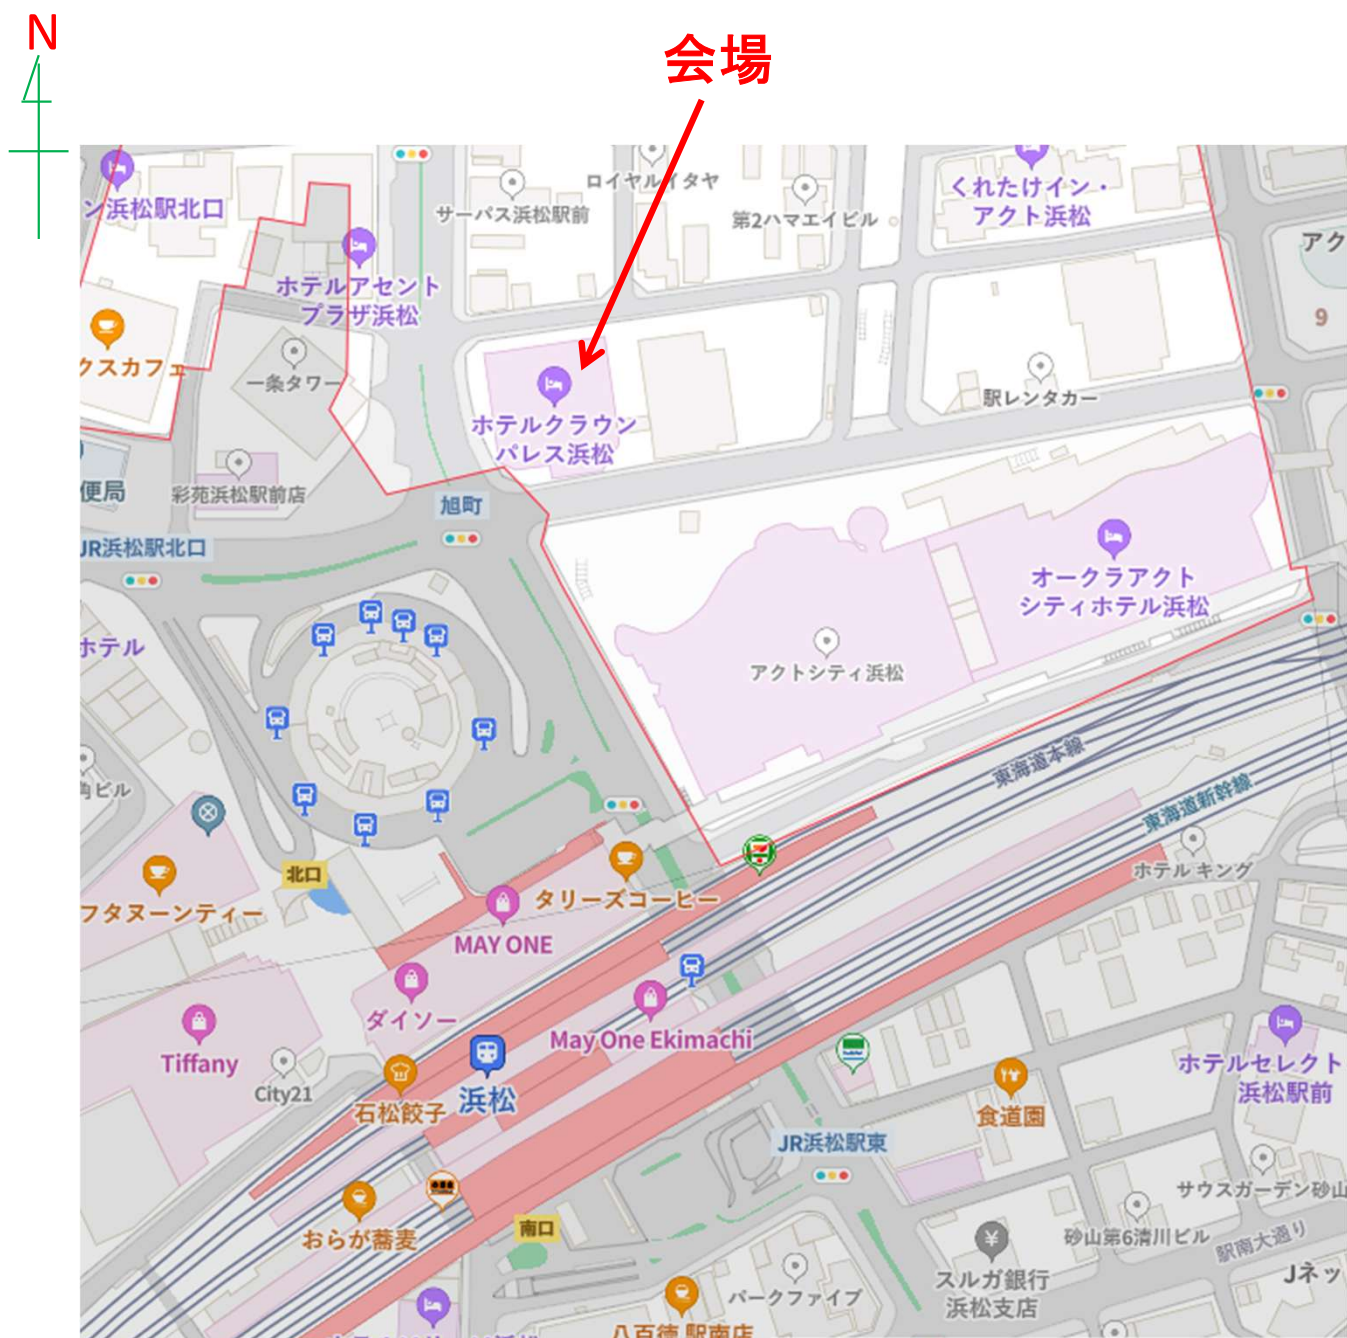 N
会場
ン浜松駅北口
ロイヤルイタヤ
サーパス浜松駅前
第2ハマエイビル
くれたけイン・
アクト浜松
アク
ホテルアセント
プラザ浜松
9
クスカフェ
一条タワー
駅レンタカー
ホテルクラウン
パレス浜松
便局
彩苑浜松駅前店
旭町
JR浜松駅北口
オークラアクト
シティホテル浜松
ホテル
アクトシティ浜松
東海道本線
角ビル
東海道新幹線
北口
ホテル キング
フタヌーンティー
タリーズコーヒー
MAY ONE
ダイソー
May One Ekimachi
Tiffany
City21
浜松
石松餃子
ホテルセレクト
浜松駅前
食道園
JR浜松駅東
サウスガーデン砂山
おらが蕎麦
南口
砂山第6清川ビル
駅南大通り
スルガ銀行
浜松支店
パークファイブ
Jネッ
八百徳 駅南店